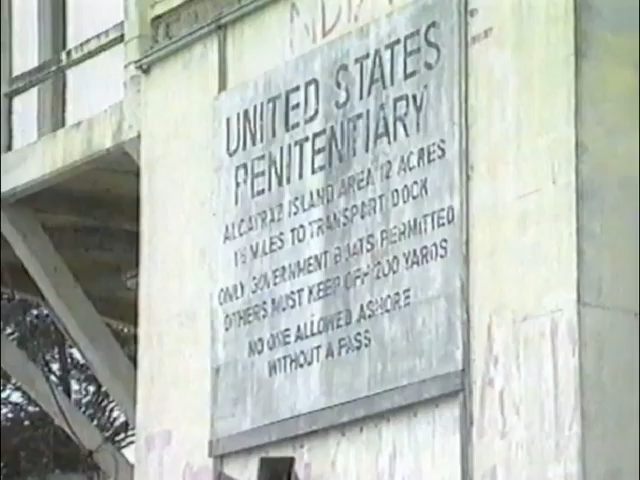 UNITED STATES
PENITENTIARY
ALCATRAZ ISLAND AREA 12 ACRES
1½ MILES TO TRANSPORT DOCK
ONLY GOVERNMENT BOATS PERMITTED
OTHERS MUST KEEP OFF 200 YARDS
NO ONE ALLOWED ASHORE
WITHOUT A PASS